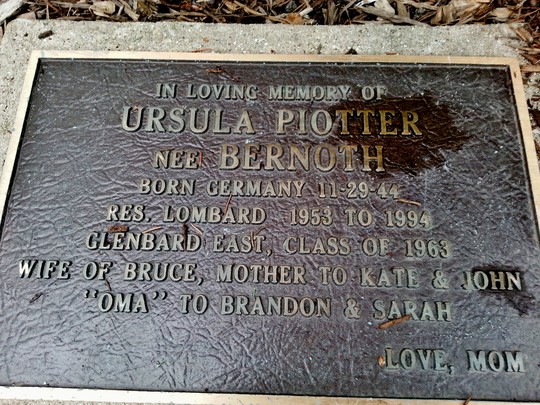 IN LOVING MEMORY OF
URSULA PIOTTER
NEE BERNOTH
BORN GERMANY 11-29-44
RES. LOMBARD 1953 TO 1994
GLENBARD EAST, CLASS OF 1963
WIFE OF BRUCE, MOTHER TO KATE & JOHN
"OMA" TO BRANDON & SARAH
LOVE, MOM